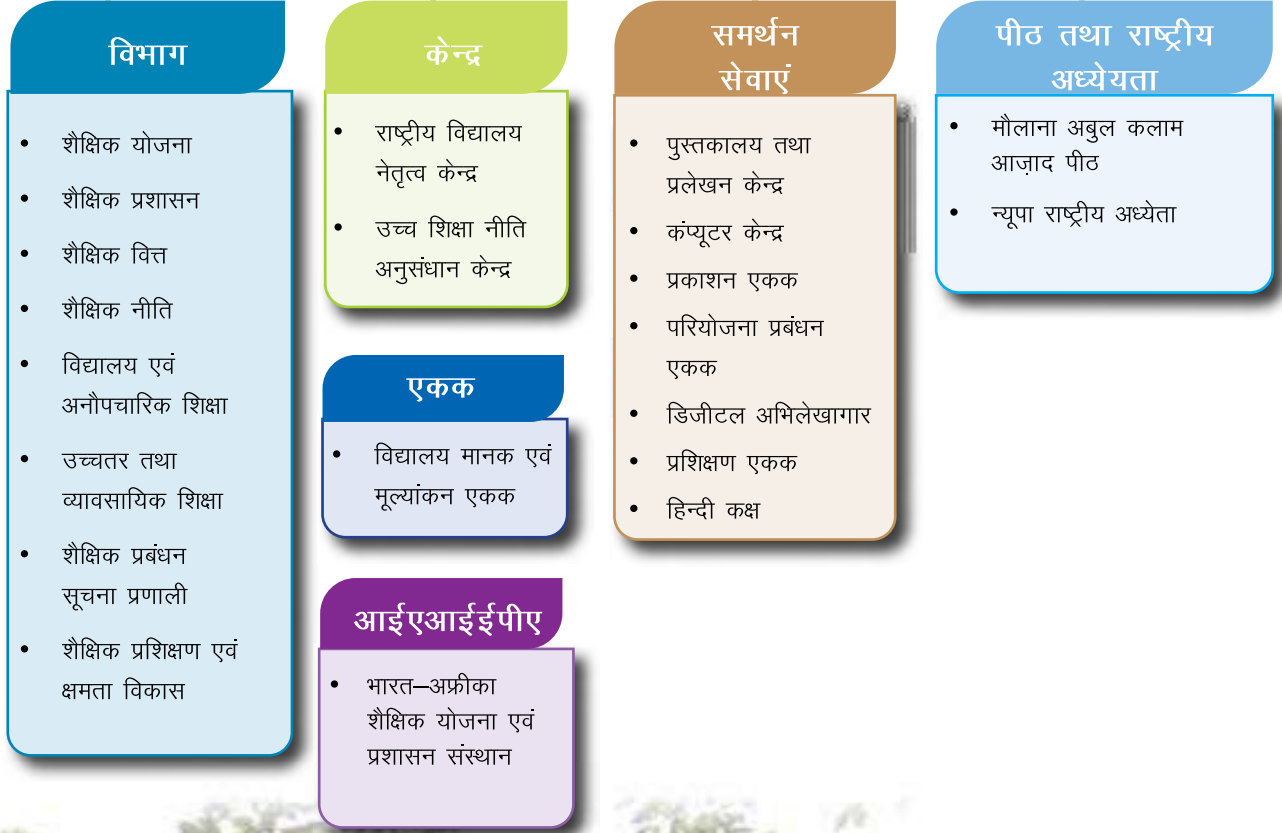 विभाग
शैक्षिक योजना
शैक्षिक प्रशासन
शैक्षिक वित्त
शैक्षिक नीति
विद्यालय एवं
अनौपचारिक शिक्षा
उच्चतर तथा
व्यावसायिक शिक्षा
शैक्षिक प्रबंधन
सूचना प्रणाली
शैक्षिक प्रशिक्षण एवं
क्षमता विकास
केन्द्र
राष्ट्रीय विद्यालय
नेतृत्व केन्द्र
उच्च शिक्षा नीति
अनुसंधान केन्द्र
एकक
विद्यालय मानक एवं
मूल्यांकन एकक
आईएआईईपीए
भारत–अफ्रीका
शैक्षिक योजना एवं
प्रशासन संस्थान
समर्थन
सेवाएं
पुस्तकालय तथा
प्रलेखन केन्द्र
कंप्यूटर केन्द्र
प्रकाशन एकक
परियोजना प्रबंधन
एकक
डिजीटल अभिलेखागार
प्रशिक्षण एकक
हिन्दी कक्ष
पीठ तथा राष्ट्रीय
अध्येयता
मौलाना अबुल कलाम
आज़ाद पीठ
न्यूपा राष्ट्रीय अध्येता